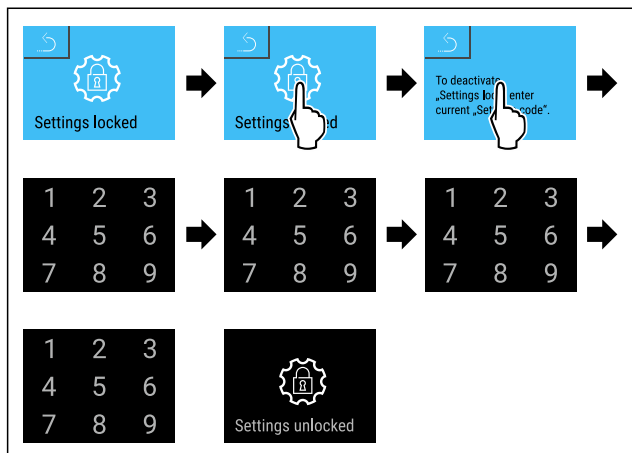 Settings locked
Settings
To deactivate
„Settings enter
current code".
1 2 3
4 5 6
7 8 9
1 2 3
4 5 6
7 8 9
1 2 3
4 5 6
7 8 9
1 2 3
4 5 6
7 8 9
Settings unlocked